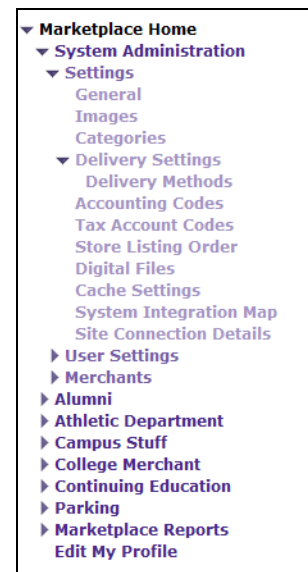 Marketplace Home
System Administration
Settings
General
Images
Categories
Delivery Settings
Delivery Methods
Accounting Codes
Tax Account Codes
Store Listing Order
Digital Files
Cache Settings
System Integration Map
Site Connection Details
User Settings
Merchants
Alumni
Athletic Department
Campus Stuff
College Merchant
Continuing Education
Parking
Marketplace Reports
Edit My Profile